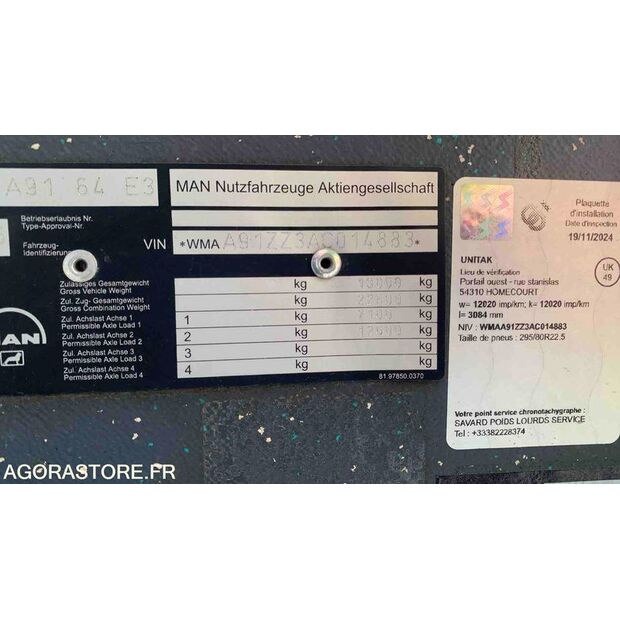 A91 64 E3
MAN Nutzfahrzeuge Aktiengesellschaft
Betriebserlaubnis Nr.
Type-Approval-Nr.
Fahrzeug-
Identifizierung
VIN *WMA A91ZZ3AC014883*
Zulässiges Gesamtgewicht
Gross Vehicle Weight
kg kg
Zul. Zug- Gesamtgewicht
Gross Combination Weight
kg kg
Zul. Achslast Achse 1
Permissible Axle Load 1
1 kg kg
Zul. Achslast Achse 2
Permissible Axle Load 2
2 kg kg
Zul. Achslast Achse 3
Permissible Axle Load 3
3 kg kg
Zul. Achslast Achse 4
Permissible Axle Load 4
4 kg kg
81.97850.0370
MAN
Plaquette
d'installation
Date d'inspection
19/11/2024
UNITAK
Lieu de vérification
Portail ouest - rue stanislas
54310 HOMECOURT
UK
49
w= 12020 imp/km; k= 12020 imp/km
l= 3084 mm
NIV : WMAA91ZZ3AC014883
Taille de pneus : 295/80R22.5
Votre point service chronotachygraphe :
SAVARD POIDS LOURDS SERVICE
Tel : +33382228374
AGORASTORE.FR